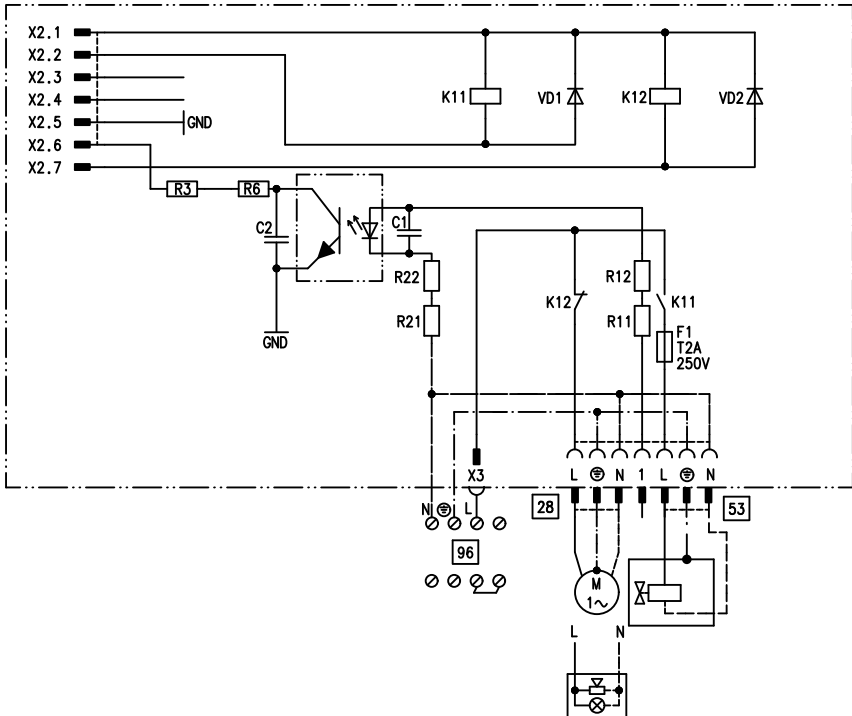 X2.1
X2.2
X2.3
X2.4
X2.5
X2.6
X2.7
GND
K11
VD1
K12
VD2
R3
R6
C2
C1
R22
R21
GND
K12
R12
R11
K11
F1
T2A
250V
X3
L
N
1
L
N
N
L
28
53
96
M
1~
L
N